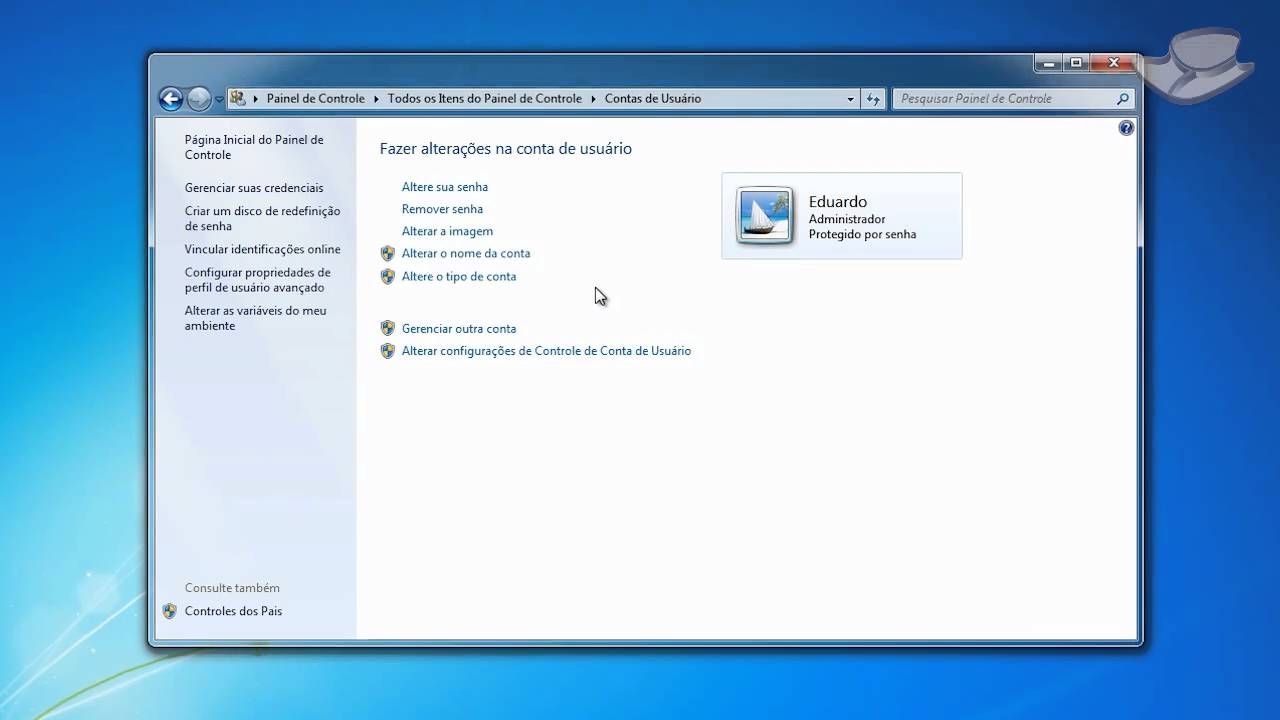 Painel de Controle Todos os Itens do Painel de Controle Contas de Usuário
Pesquisar Painel de Controle
Página Inicial do Painel de
Controle
Gerenciar suas credenciais
Criar um disco de redefinição
de senha
Vincular identificações online
Configurar propriedades de
perfil de usuário avançado
Alterar as variáveis do meu
ambiente
Consulte também
Controles dos Pais
Fazer alterações na conta de usuário
Altere sua senha
Remover senha
Alterar a imagem
Alterar o nome da conta
Altere o tipo de conta
Gerenciar outra conta
Alterar configurações de Controle de Conta de Usuário
Eduardo
Administrador
Protegido por senha